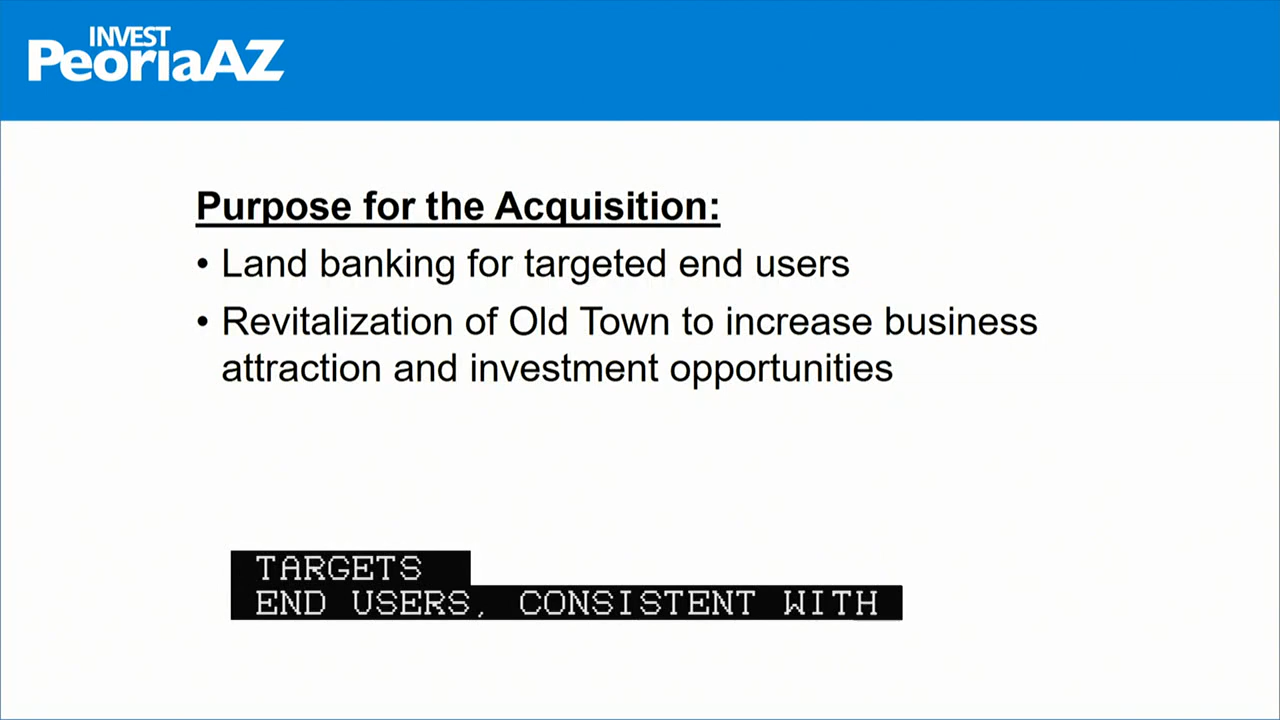 INVEST
PeoriaAZ
Purpose for the Acquisition:
• Land banking for targeted end users
• Revitalization of Old Town to increase business
attraction and investment opportunities
TARGETS
END USERS, CONSISTENT WITH